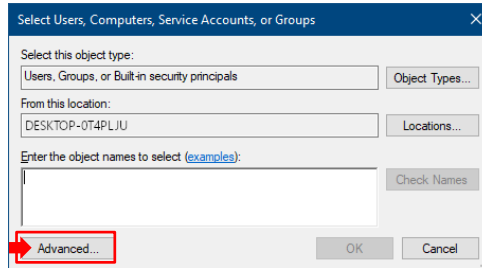 Select Users, Computers, Service Accounts, or Groups
Select this object type:
Users, Groups, or Built-in security principals
Object Types...
From this location:
DESKTOP-0T4PLJU
Locations...
Enter the object names to select (examples):
Check Names
Advanced...
OK
Cancel